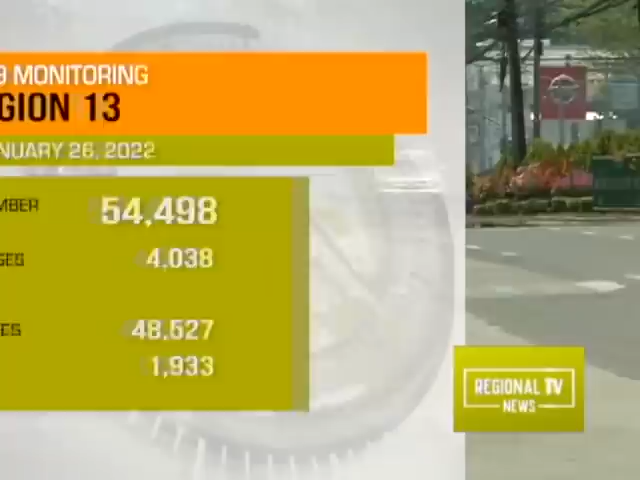 9 MONITORING
GION 13
NUARY 26, 2022
MBER 54,498
SES 4,038
ES 48,527
1,933
REGIONAL TV
NEWS